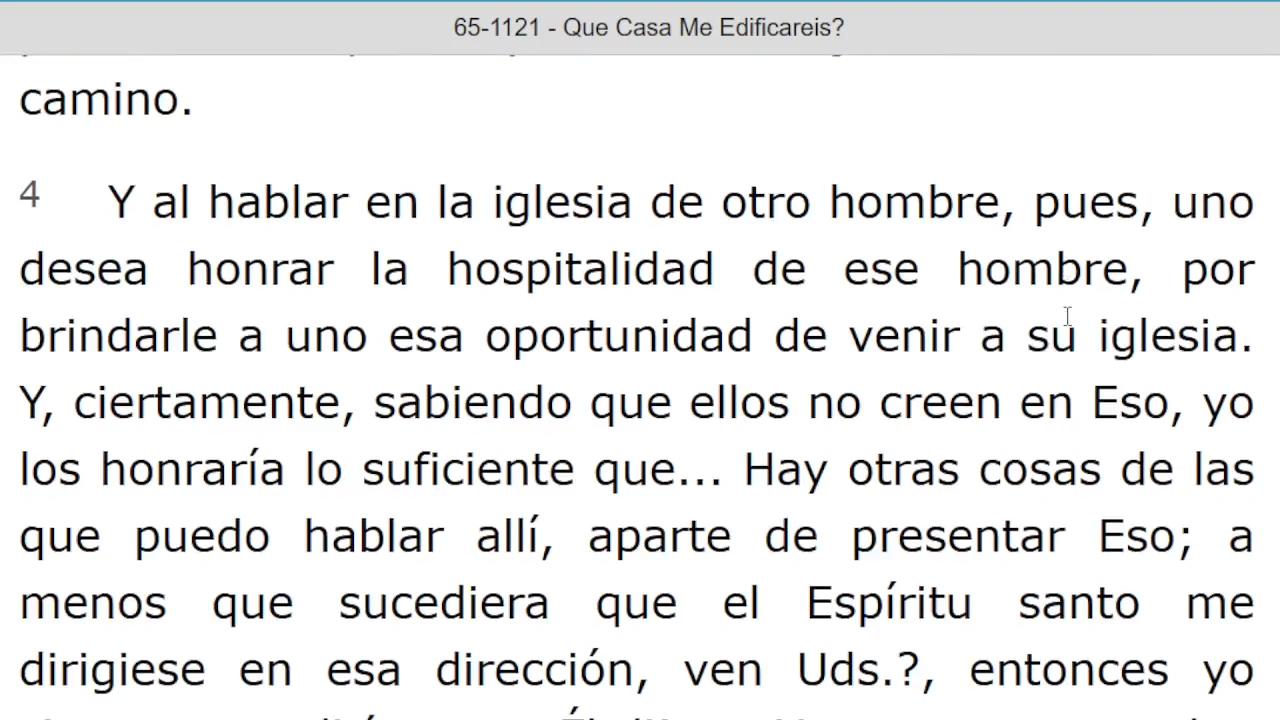 65-1121 - Que Casa Me Edificareis?
camino.
4 Y al hablar en la iglesia de otro hombre, pues, uno
desea honrar la hospitalidad de ese hombre, por
brindarle a uno esa oportunidad de venir a su iglesia.
Y, ciertamente, sabiendo que ellos no creen en Eso, yo
los honraría lo suficiente que... Hay otras cosas de las
que puedo hablar allí, aparte de presentar Eso; a
menos que sucediera que el Espíritu santo me
dirigiese en esa dirección, ven Uds.?, entonces yo